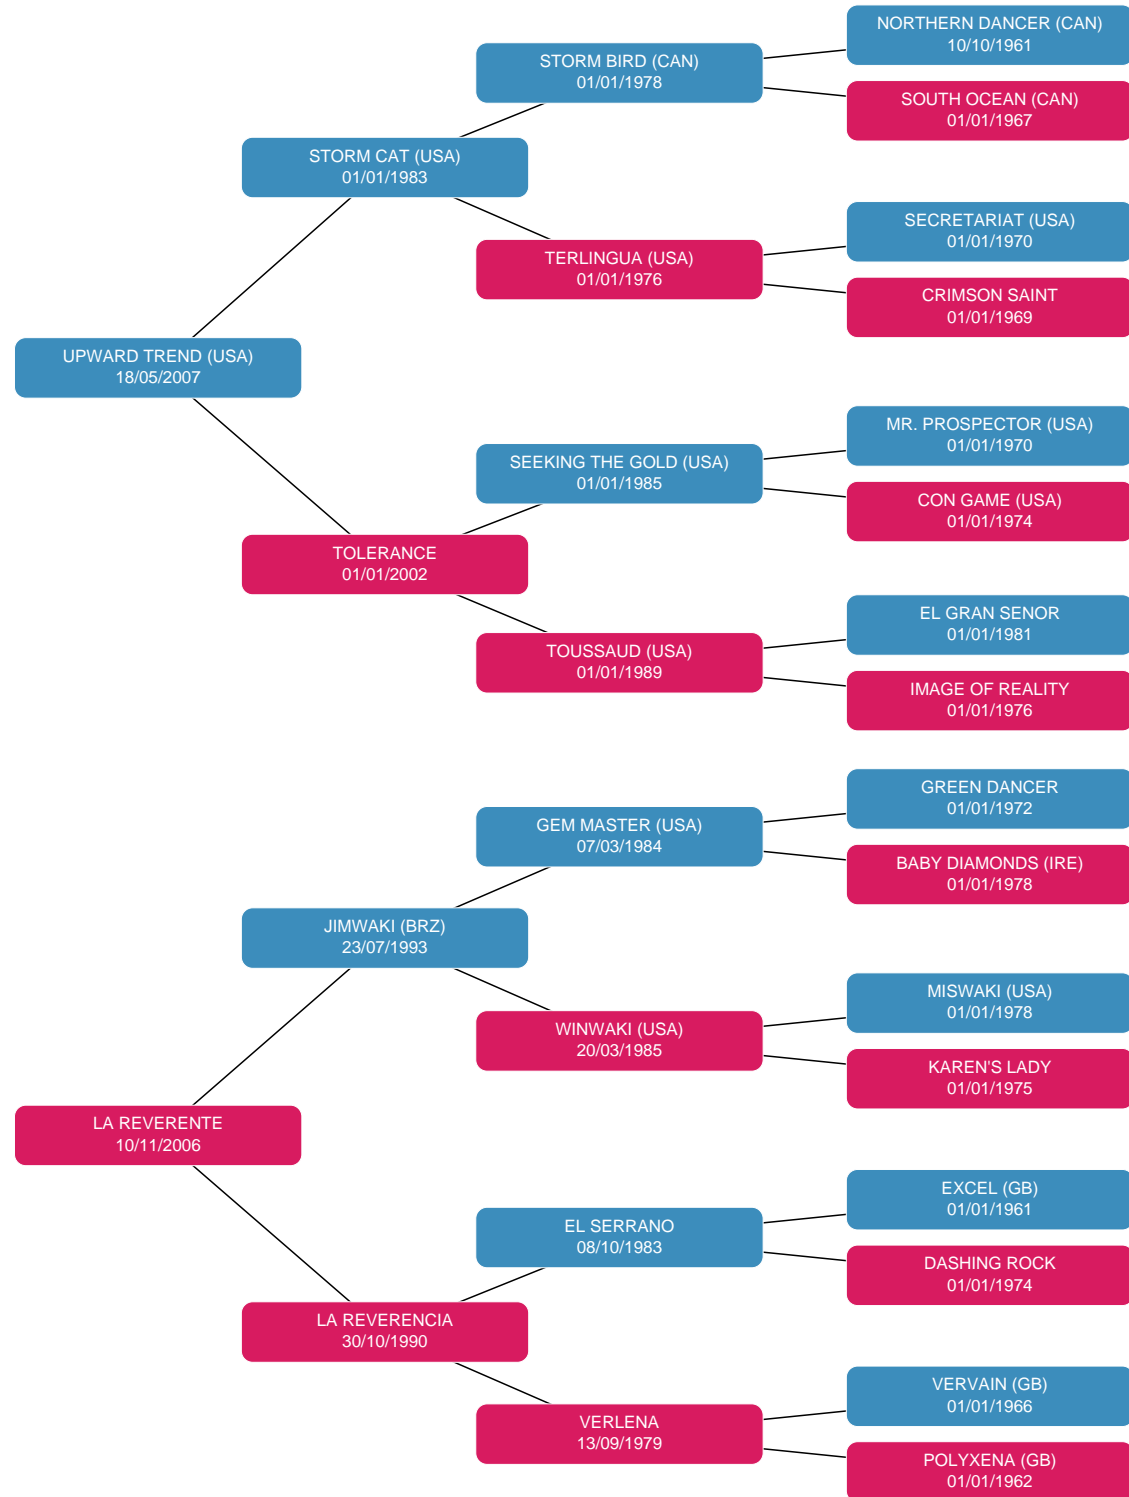 NORTHERN DANCER (CAN)
10/10/1961
STORM BIRD (CAN)
01/01/1978
SOUTH OCEAN (CAN)
01/01/1967
STORM CAT (USA)
01/01/1983
SECRETARIAT (USA)
01/01/1970
TERLINGUA (USA)
01/01/1976
CRIMSON SAINT
01/01/1969
UPWARD TREND (USA)
18/05/2007
MR. PROSPECTOR (USA)
01/01/1970
SEEKING THE GOLD (USA)
01/01/1985
CON GAME (USA)
01/01/1974
TOLERANCE
01/01/2002
EL GRAN SENOR
01/01/1981
TOUSSAUD (USA)
01/01/1989
IMAGE OF REALITY
01/01/1976
GREEN DANCER
01/01/1972
GEM MASTER (USA)
07/03/1984
BABY DIAMONDS (IRE)
01/01/1978
JIMWAKI (BRZ)
23/07/1993
MISWAKI (USA)
01/01/1978
WINWAKI (USA)
20/03/1985
KAREN'S LADY
01/01/1975
LA REVERENTE
10/11/2006
EXCEL (GB)
01/01/1961
EL SERRANO
08/10/1983
DASHING ROCK
01/01/1974
LA REVERENCIA
30/10/1990
VERVAIN (GB)
01/01/1966
VERLENA
13/09/1979
POLYXENA (GB)
01/01/1962